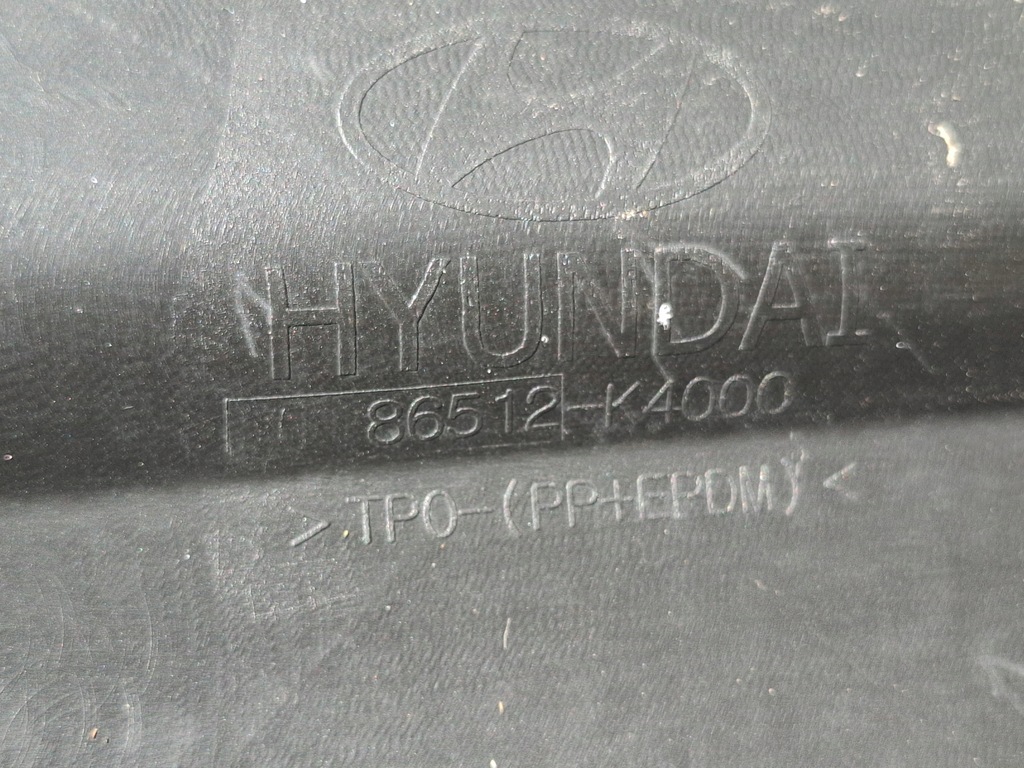 HYUNDAI
86512-K4000
>TPO-(PP+EPDM)<